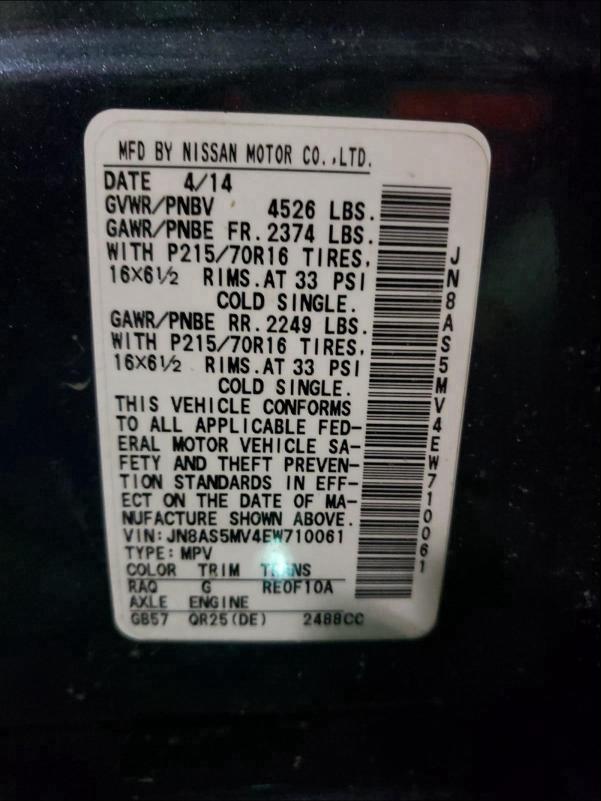 MFD BY NISSAN MOTOR CO.,LTD.
DATE 4/14
GVWR/PNBV 4526 LBS.
GAWR/PNBE FR.2374 LBS.
WITH P215/70R16 TIRES,
16X6½ RIMS.AT 33 PSI
COLD SINGLE.
GAWR/PNBE RR.2249 LBS.
WITH P215/70R16 TIRES,
16X6½ RIMS.AT 33 PSI
COLD SINGLE.
THIS VEHICLE CONFORMS
TO ALL APPLICABLE FED-
ERAL MOTOR VEHICLE SA-
FETY AND THEFT PREVEN-
TION STANDARDS IN EFF-
ECT ON THE DATE OF MA-
NUFACTURE SHOWN ABOVE.
VIN:JN8AS5MV4EW710061
TYPE:MPV
COLOR TRIM TRANS
RAQ G RE0F10A
AXLE ENGINE
GB57 QR25(DE) 2488CC
JN8AS5MV4EW710061